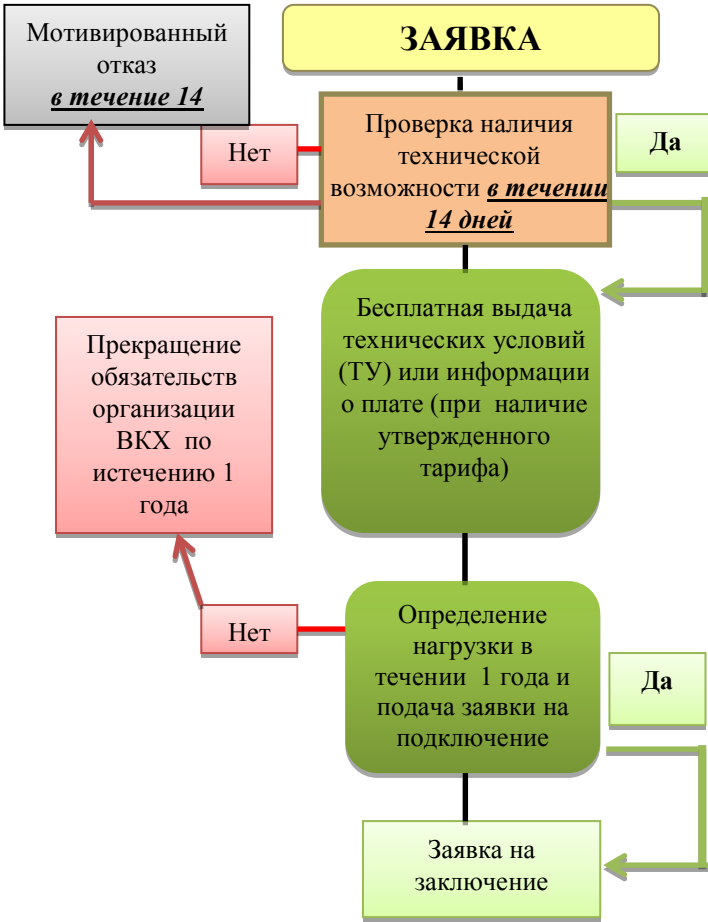 Мотивированный
отказ
в течение 14
ЗАЯВКА
Нет
Проверка наличия
технической
возможности в течении
14 дней
Да
Бесплатная выдача
технических условий
(ТУ) или информации
о плате (при наличие
утвержденного
тарифа)
Прекращение
обязательств
организации
ВКХ по
истечению 1
года
Нет
Определение
нагрузки в
течении 1 года и
подача заявки на
подключение
Да
Заявка на
заключение